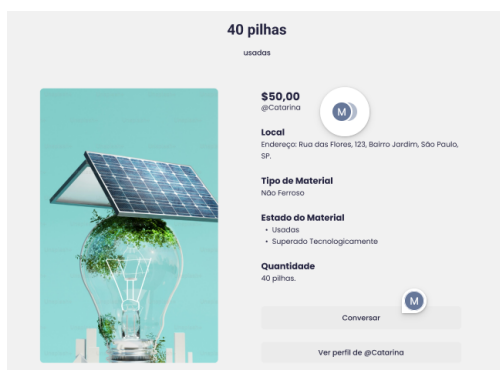 40 pilhas
usadas
$50,00
@Catarina
M
Local
Endereço: Rua das Flores, 123, Bairro Jardim, São Paulo,
SP.
Tipo de Material
Não Ferroso
Estado do Material
• Usadas
• Superado Tecnologicamente
Quantidade
40 pilhas.
M
Conversar
Ver perfil de @Catarina